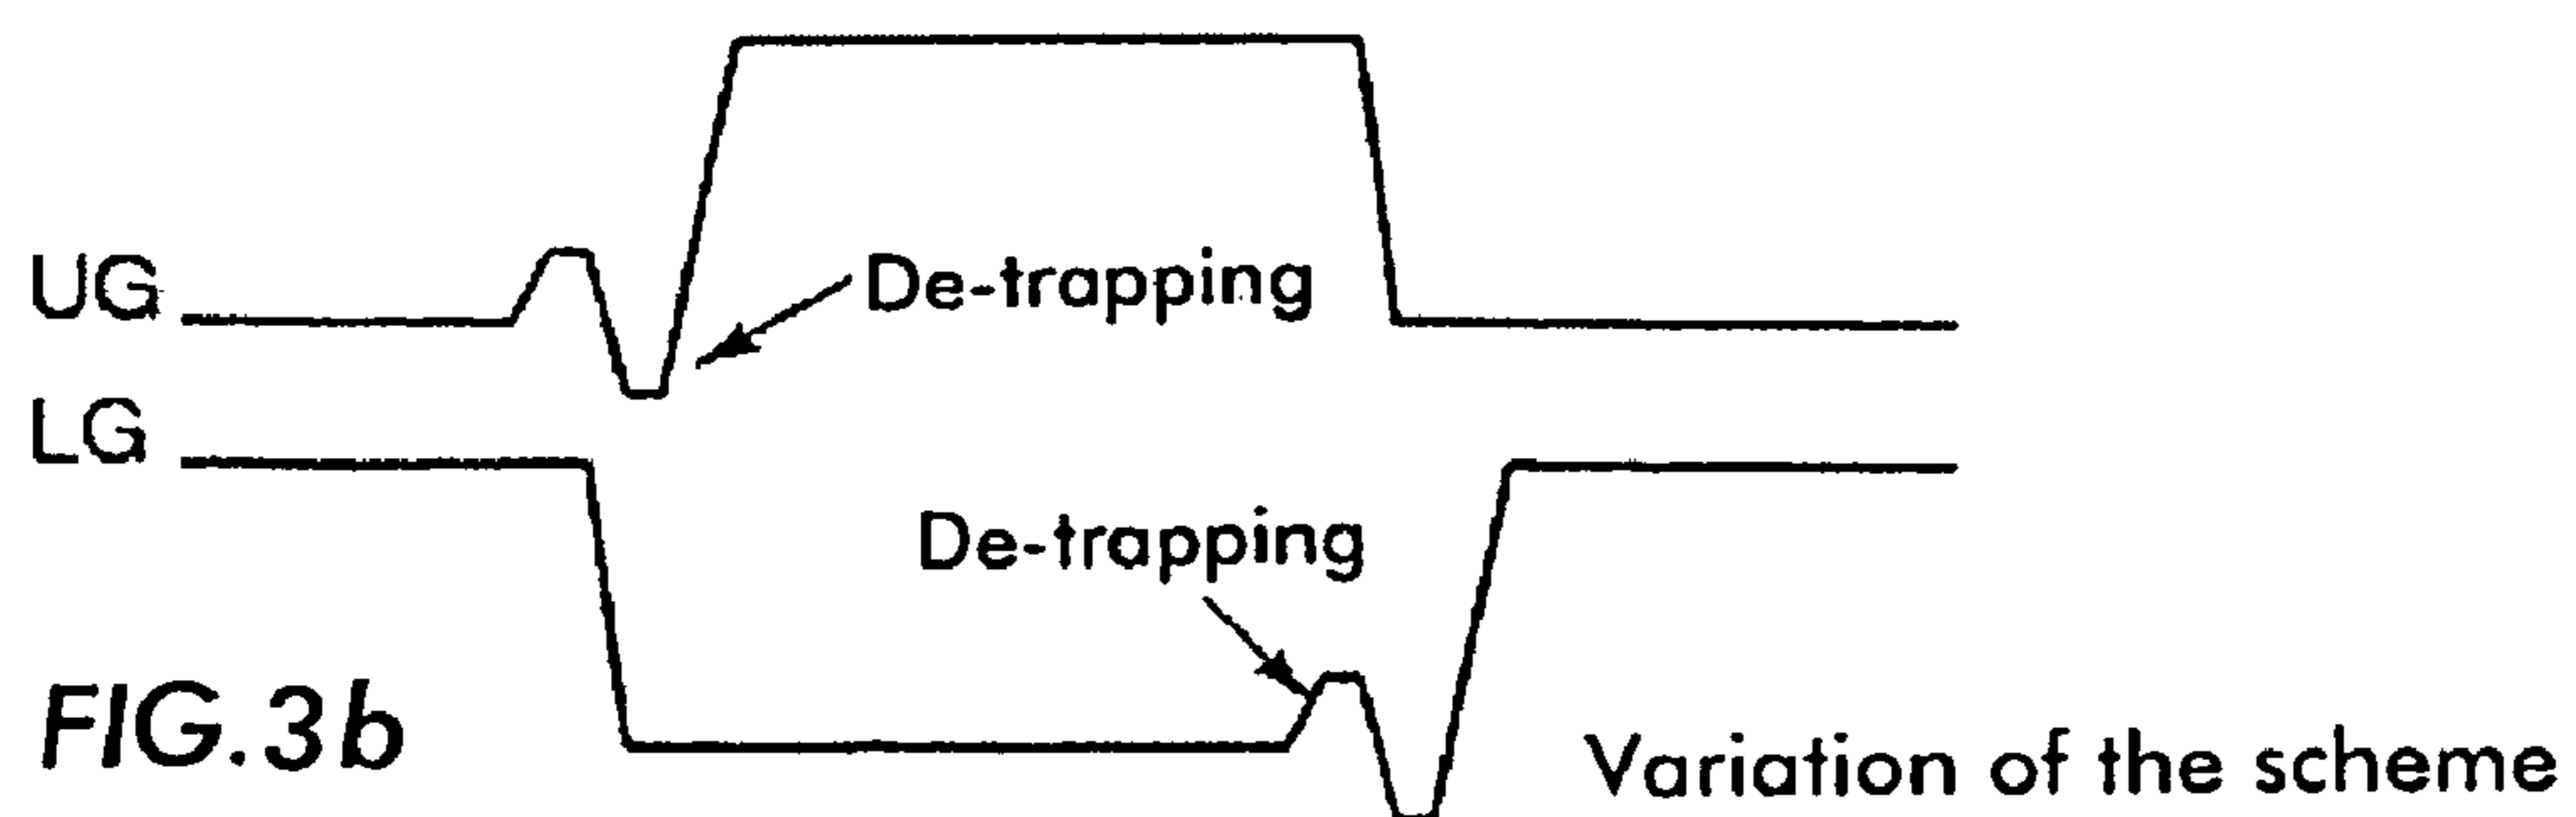 UG
De-trapping
LG
De-trapping
FIG.3b
Variation of the scheme